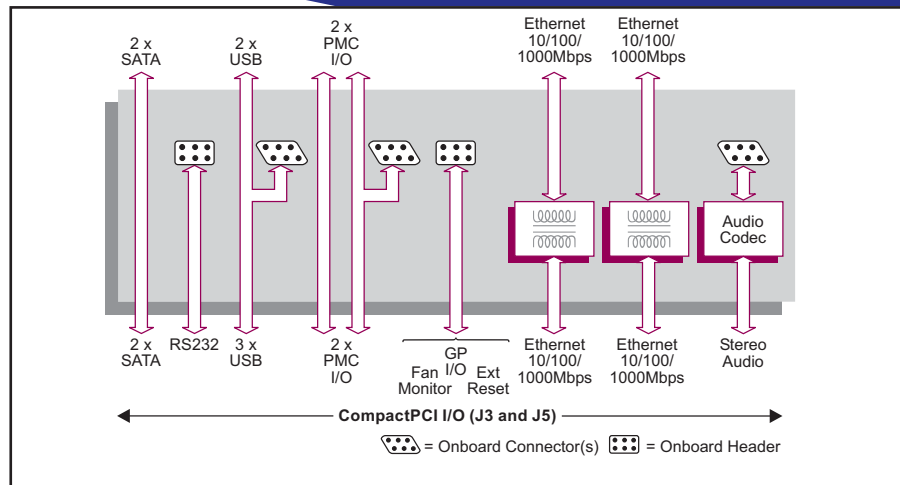 2 x
SATA
2 x
USB
2 x
PMC
I/O
Ethernet
10/100/
1000Mbps
Ethernet
10/100/
1000Mbps
Audio
Codec
2 x
SATA
RS232
3 x
USB
2 x
PMC
I/O
Fan
Monitor
GP
I/O
Ext
Reset
Ethernet
10/100/
1000Mbps
Ethernet
10/100/
1000Mbps
Stereo
Audio
CompactPCI I/O (J3 and J5)
= Onboard Connector(s)
= Onboard Header